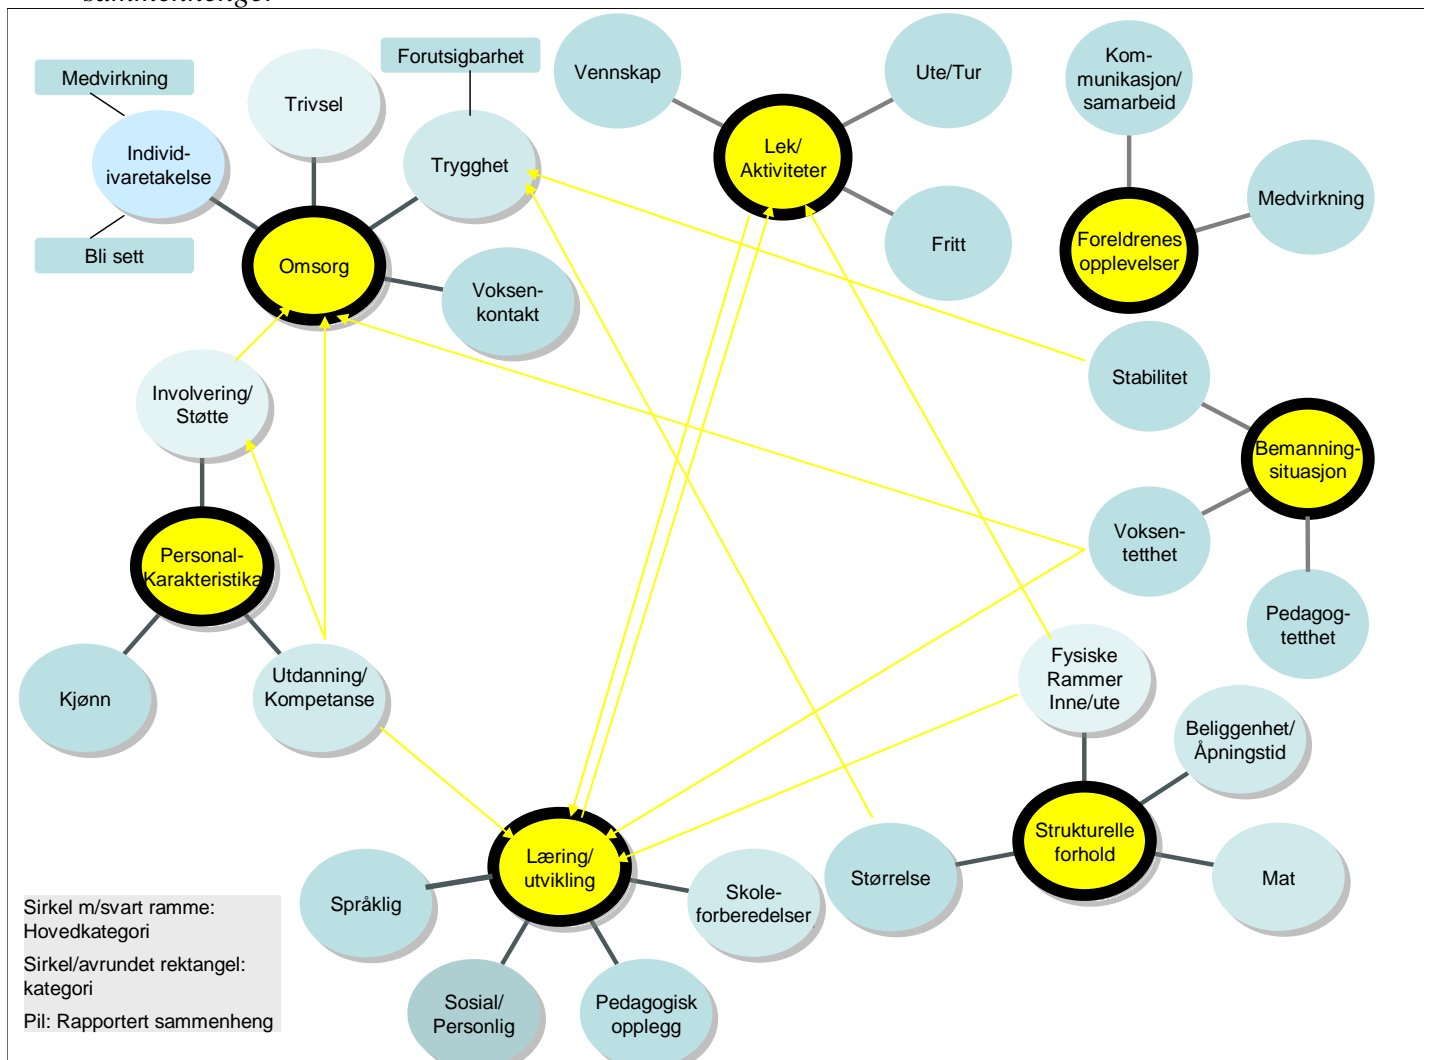 sammenhenger
Forutsigbarhet
Medvirkning
Trivsel
Individ-
ivaretakelse
Trygghet
Bli sett
Omsorg
Voksen-
kontakt
Vennskap
Ute/Tur
Lek/
Aktiviteter
Fritt
Kom-
munikasjon/
samarbeid
Medvirkning
Foreldrenes
opplevelser
Involvering/
Støtte
Personal-
Karakteristika
Kjønn
Utdanning/
Kompetanse
Stabilitet
Bemanning-
situasjon
Voksen-
tetthet
Pedagog-
tetthet
Fysiske
Rammer
Inne/ute
Beliggenhet/
Åpningstid
Strukturelle
forhold
Størrelse
Mat
Læring/
utvikling
Språklig
Skole-
forberedelser
Sosial/
Personlig
Pedagogisk
opplegg
Sirkel m/svart ramme:
Hovedkategori
Sirkel/avrundet rektangel:
kategori
Pil: Rapportert sammenheng